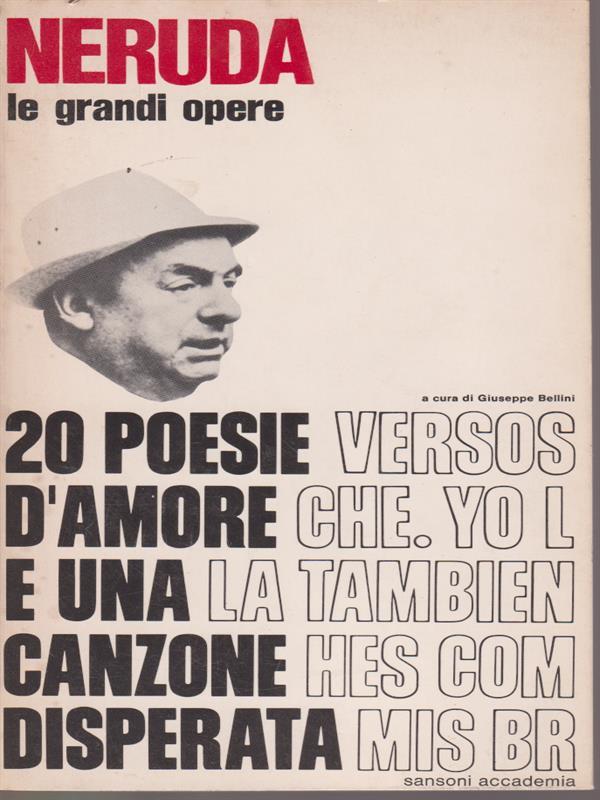 NERUDA
le grandi opere
a cura di Giuseppe Bellini
20 POESIE VERSOS
D'AMORE CHE. YO L
E UNA LA TAMBIEN
CANZONE HES COM
DISPERATA MIS BR
sansoni accademia